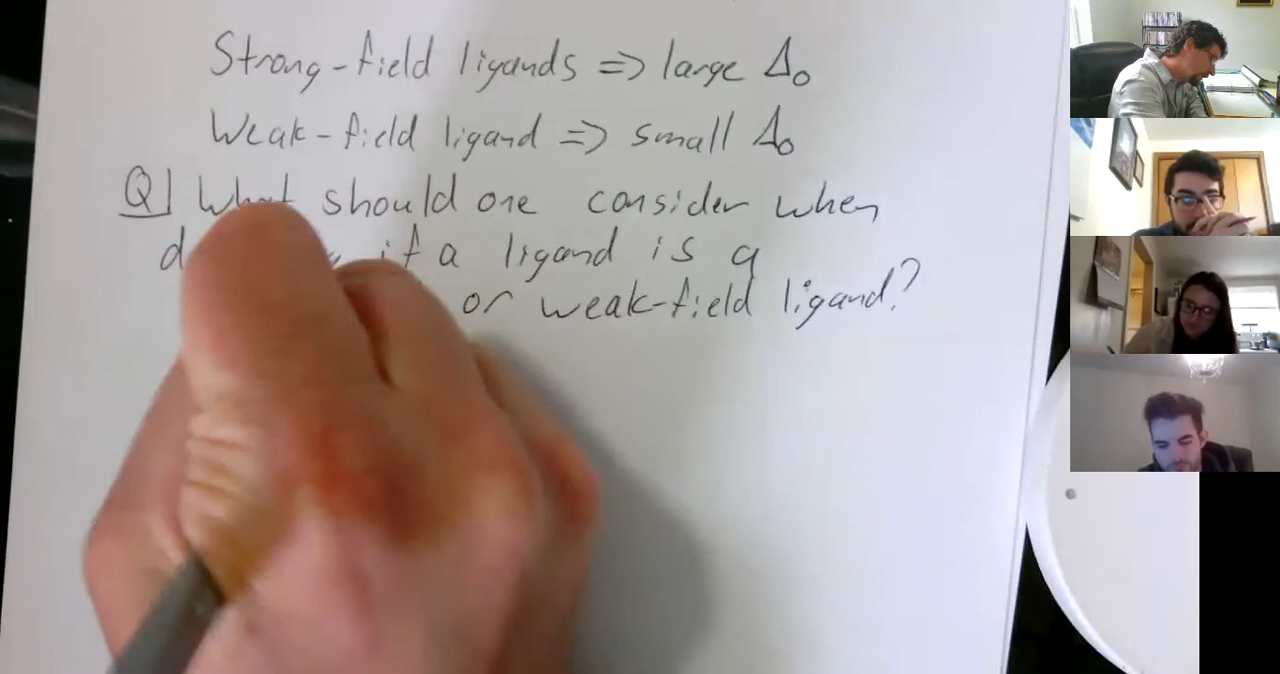 Strong-field ligands => large Δo
Weak-field ligand => small Δo
Q| What should one consider when
if a ligand is a
or weak-field ligand?